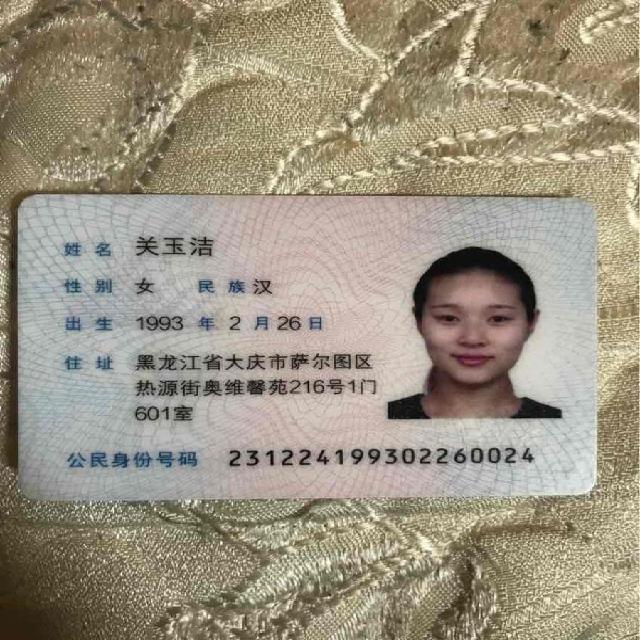 姓名 关玉洁
性别 女 民族 汉
出生 1993 年 2 月 26 日
住址 黑龙江省大庆市萨尔图区
热源街奥维馨苑216号1门
601室
公民身份号码 231224199302260024